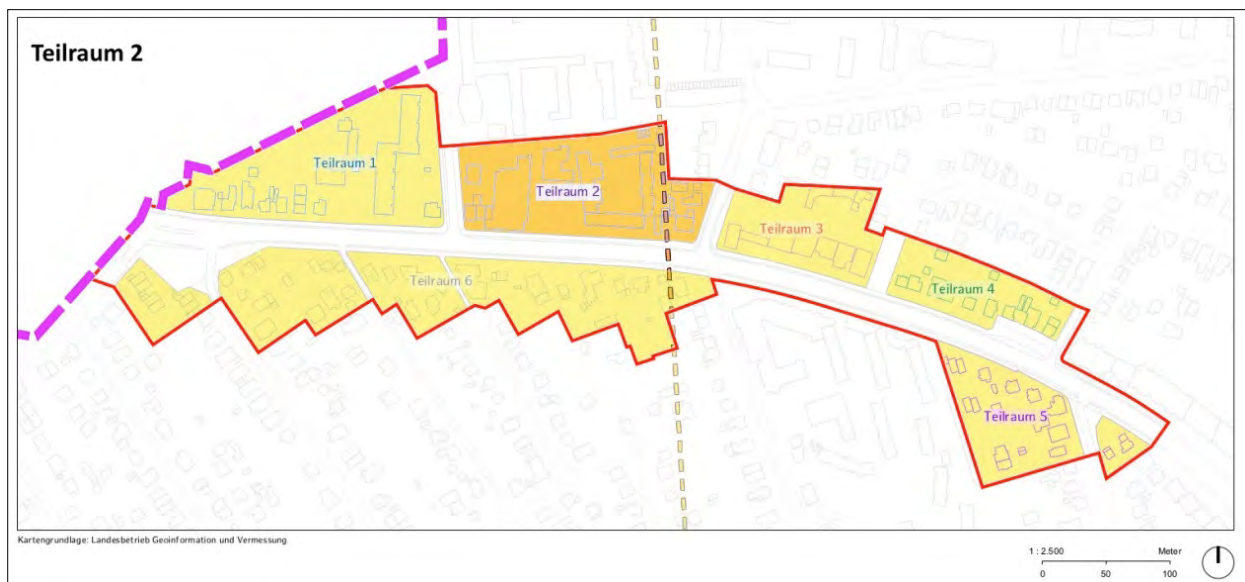 Teilraum 2
Teilraum 1
Teilraum 2
Teilraum 3
Teilraum 6
Teilraum 4
Teilraum 5
Kartengrundlage: Landesbetrieb Geoinformation und Vermessung
1 : 2.500 Meter
0 50 100